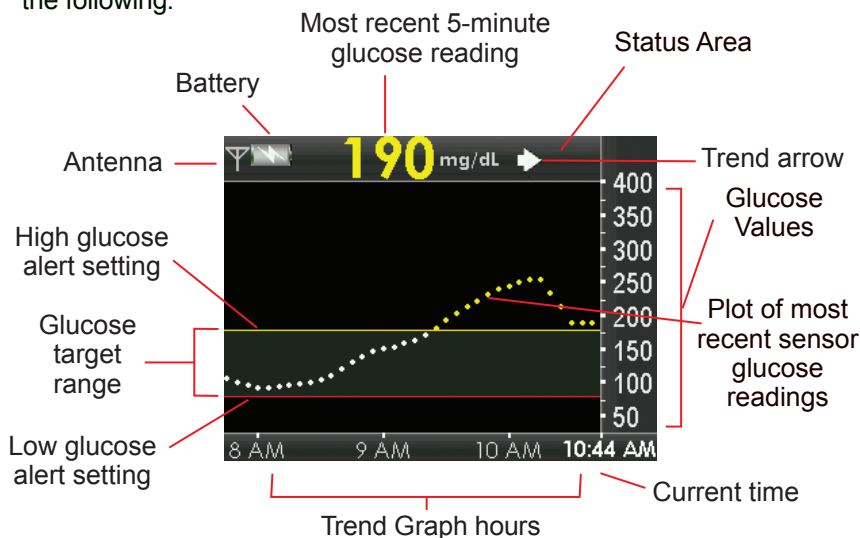 the following:
Most recent 5-minute
glucose reading
Status Area
Battery
Antenna
190 mg/dL
Trend arrow
400
350
300
250
200
150
100
50
Glucose
Values
High glucose
alert setting
Glucose
target
range
Plot of most
recent sensor
glucose
readings
Low glucose
alert setting
8 AM 9 AM 10 AM 10:44 AM
Current time
Trend Graph hours